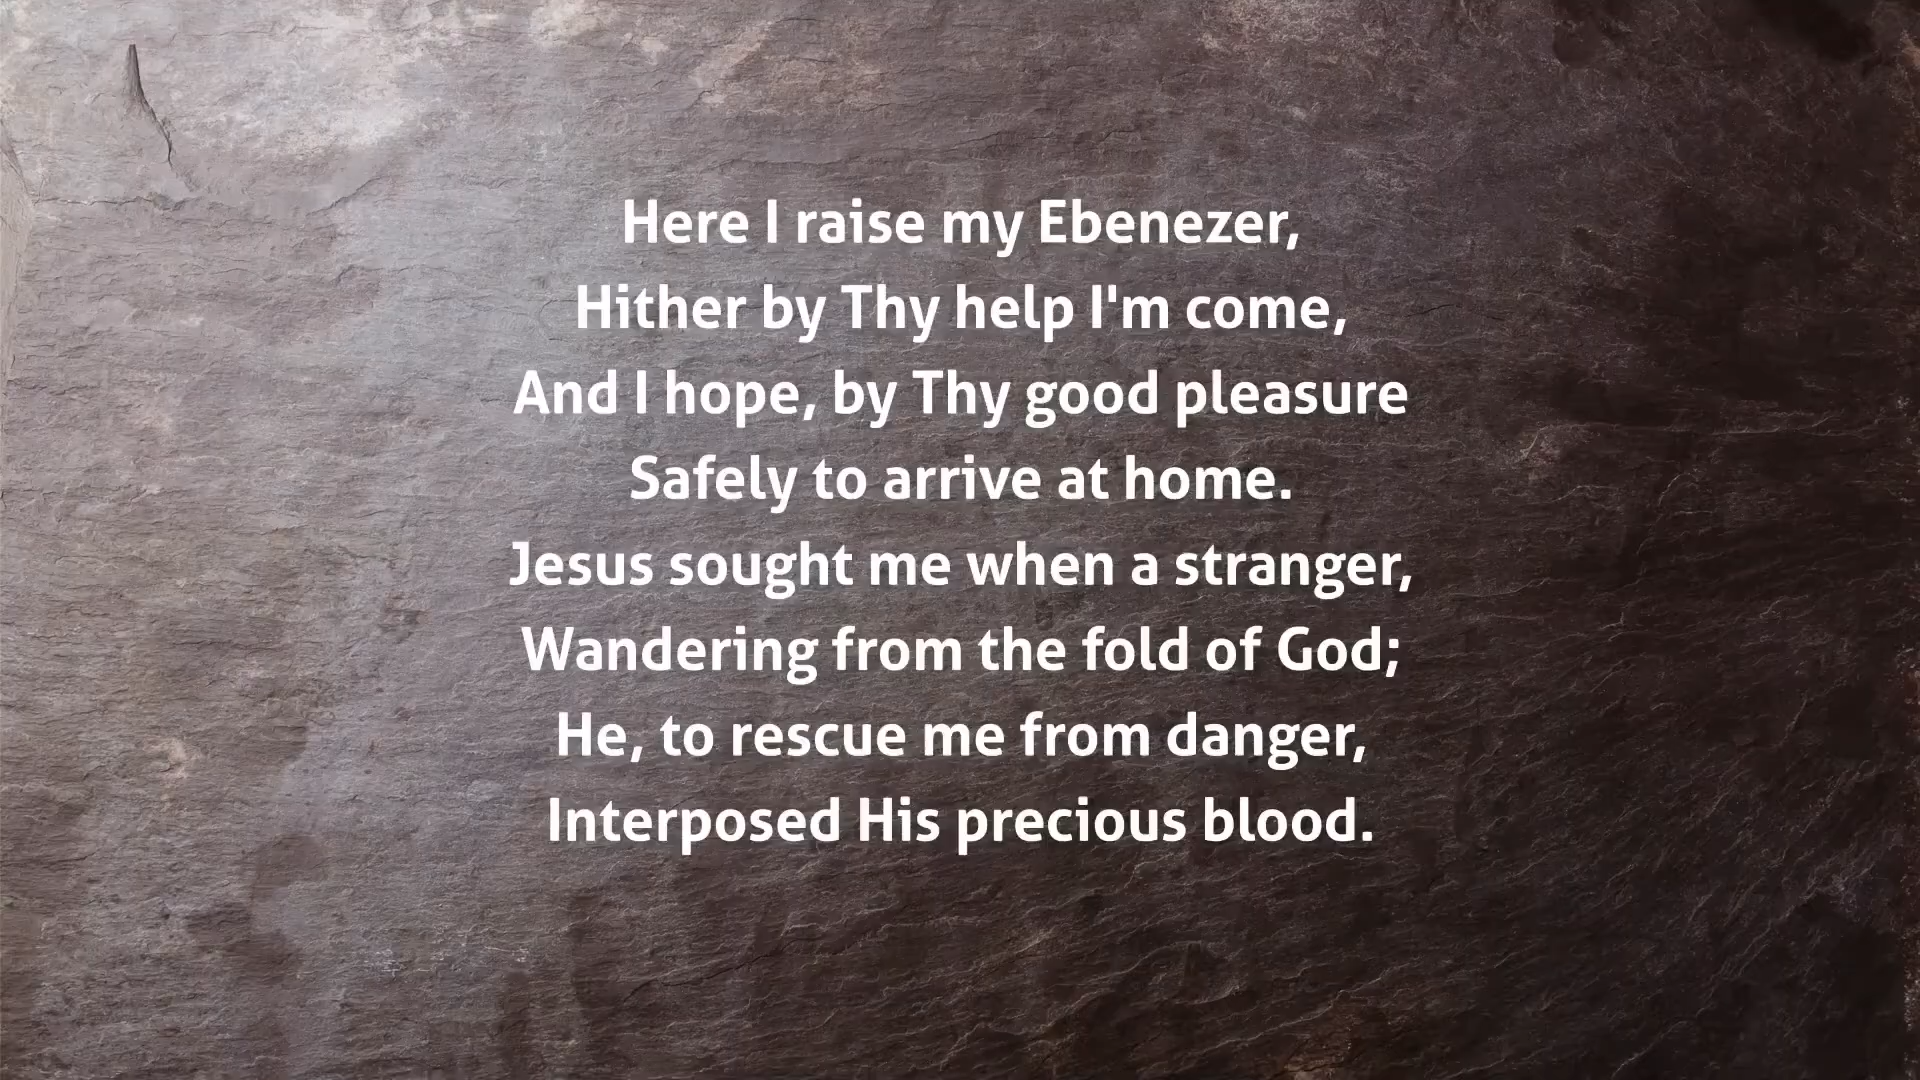 Here I raise my Ebenezer,
Hither by Thy help I'm come,
And I hope, by Thy good pleasure
Safely to arrive at home.
Jesus sought me when a stranger,
Wandering from the fold of God;
He, to rescue me from danger,
Interposed His precious blood.